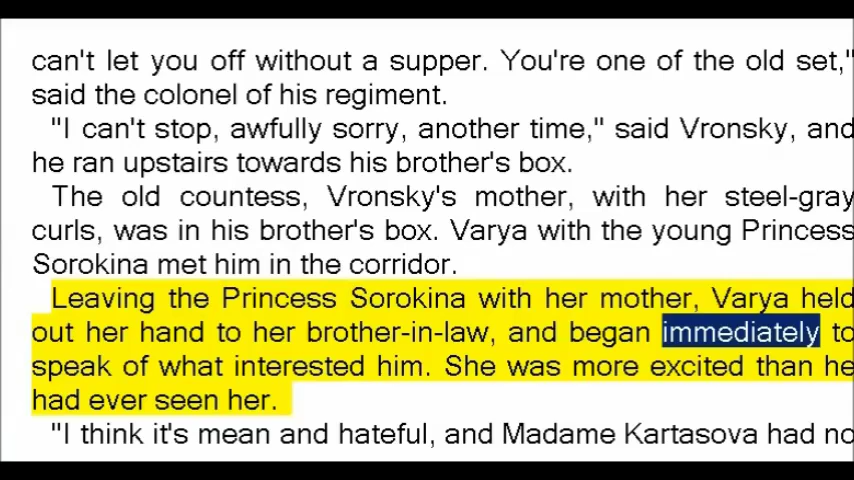 can't let you off without a supper. You're one of the old set,"
said the colonel of his regiment.
"I can't stop, awfully sorry, another time," said Vronsky, and
he ran upstairs towards his brother's box.
The old countess, Vronsky's mother, with her steel-gray
curls, was in his brother's box. Varya with the young Princess
Sorokina met him in the corridor.
Leaving the Princess Sorokina with her mother, Varya held
out her hand to her brother-in-law, and began immediately to
speak of what interested him. She was more excited than he
had ever seen her.
"I think it's mean and hateful, and Madame Kartasova had no